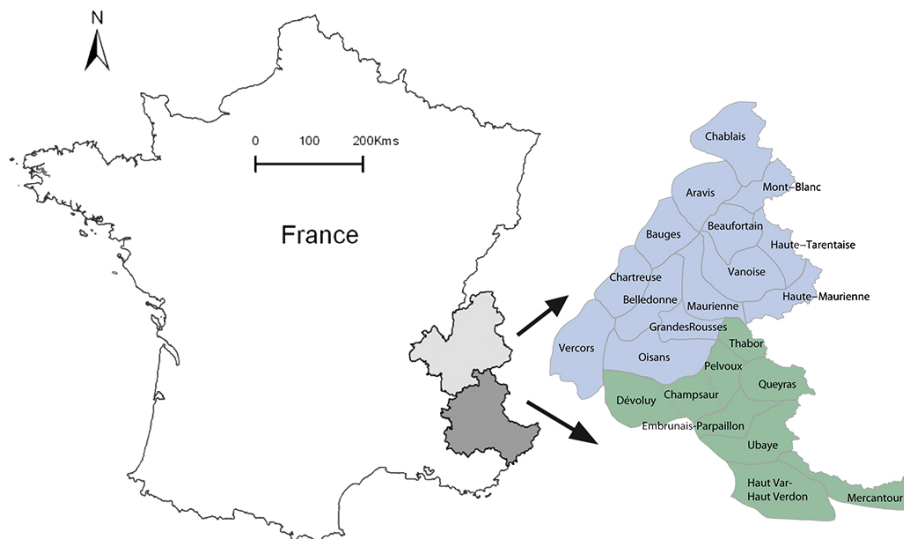 N
0 100 200Kms
France
Chablais
Mont-Blanc
Aravis
Beaufortain
Bauges
Haute-Tarentaise
Vanoise
Chartreuse
Haute-Maurienne
Belledonne
Maurienne
GrandesRousses
Thabor
Vercors
Oisans
Pelvoux
Queyras
Champsaur
Dévoluy
Embrunais-Parpaillon
Ubaye
Haut Var-
Haut Verdon
Mercantour